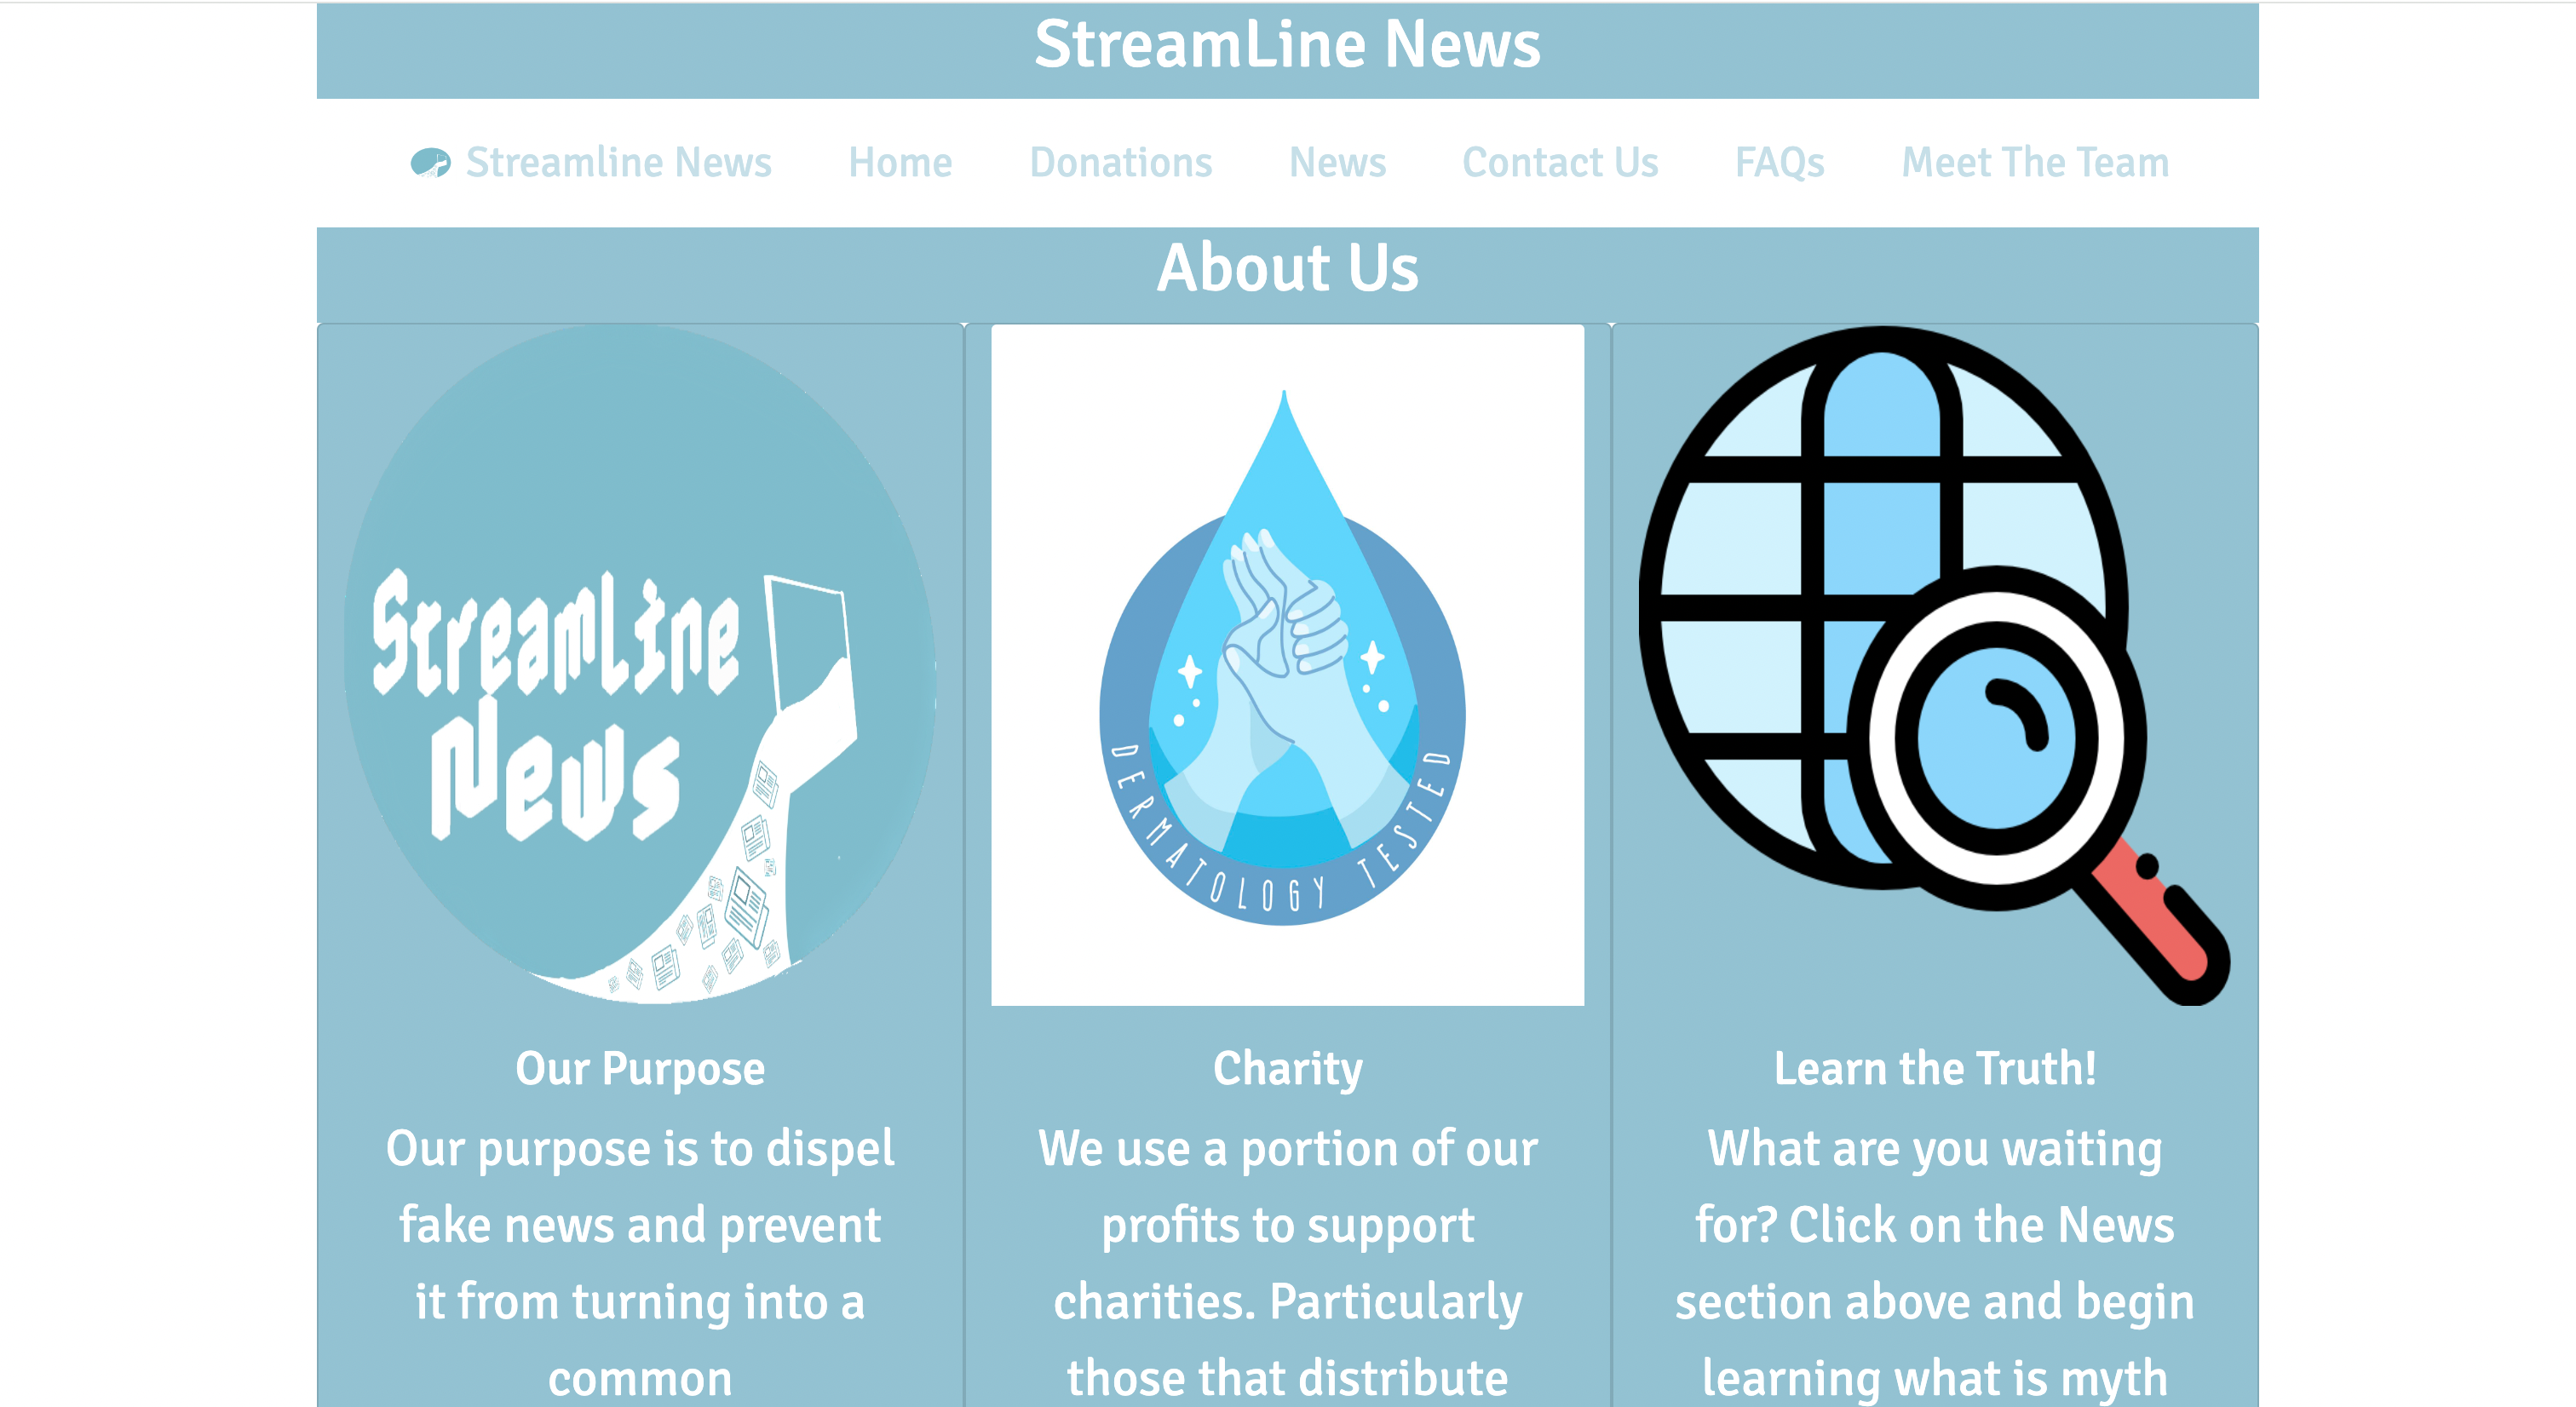 StreamLine News
Streamline News Home Donations News Contact Us FAQs Meet The Team
About Us
StreamLine
News
DERMATOLOGY TESTED
Our Purpose
Our purpose is to dispel
fake news and prevent
it from turning into a
common
Charity
We use a portion of our
profits to support
charities. Particularly
those that distribute
Learn the Truth!
What are you waiting
for? Click on the News
section above and begin
learning what is myth